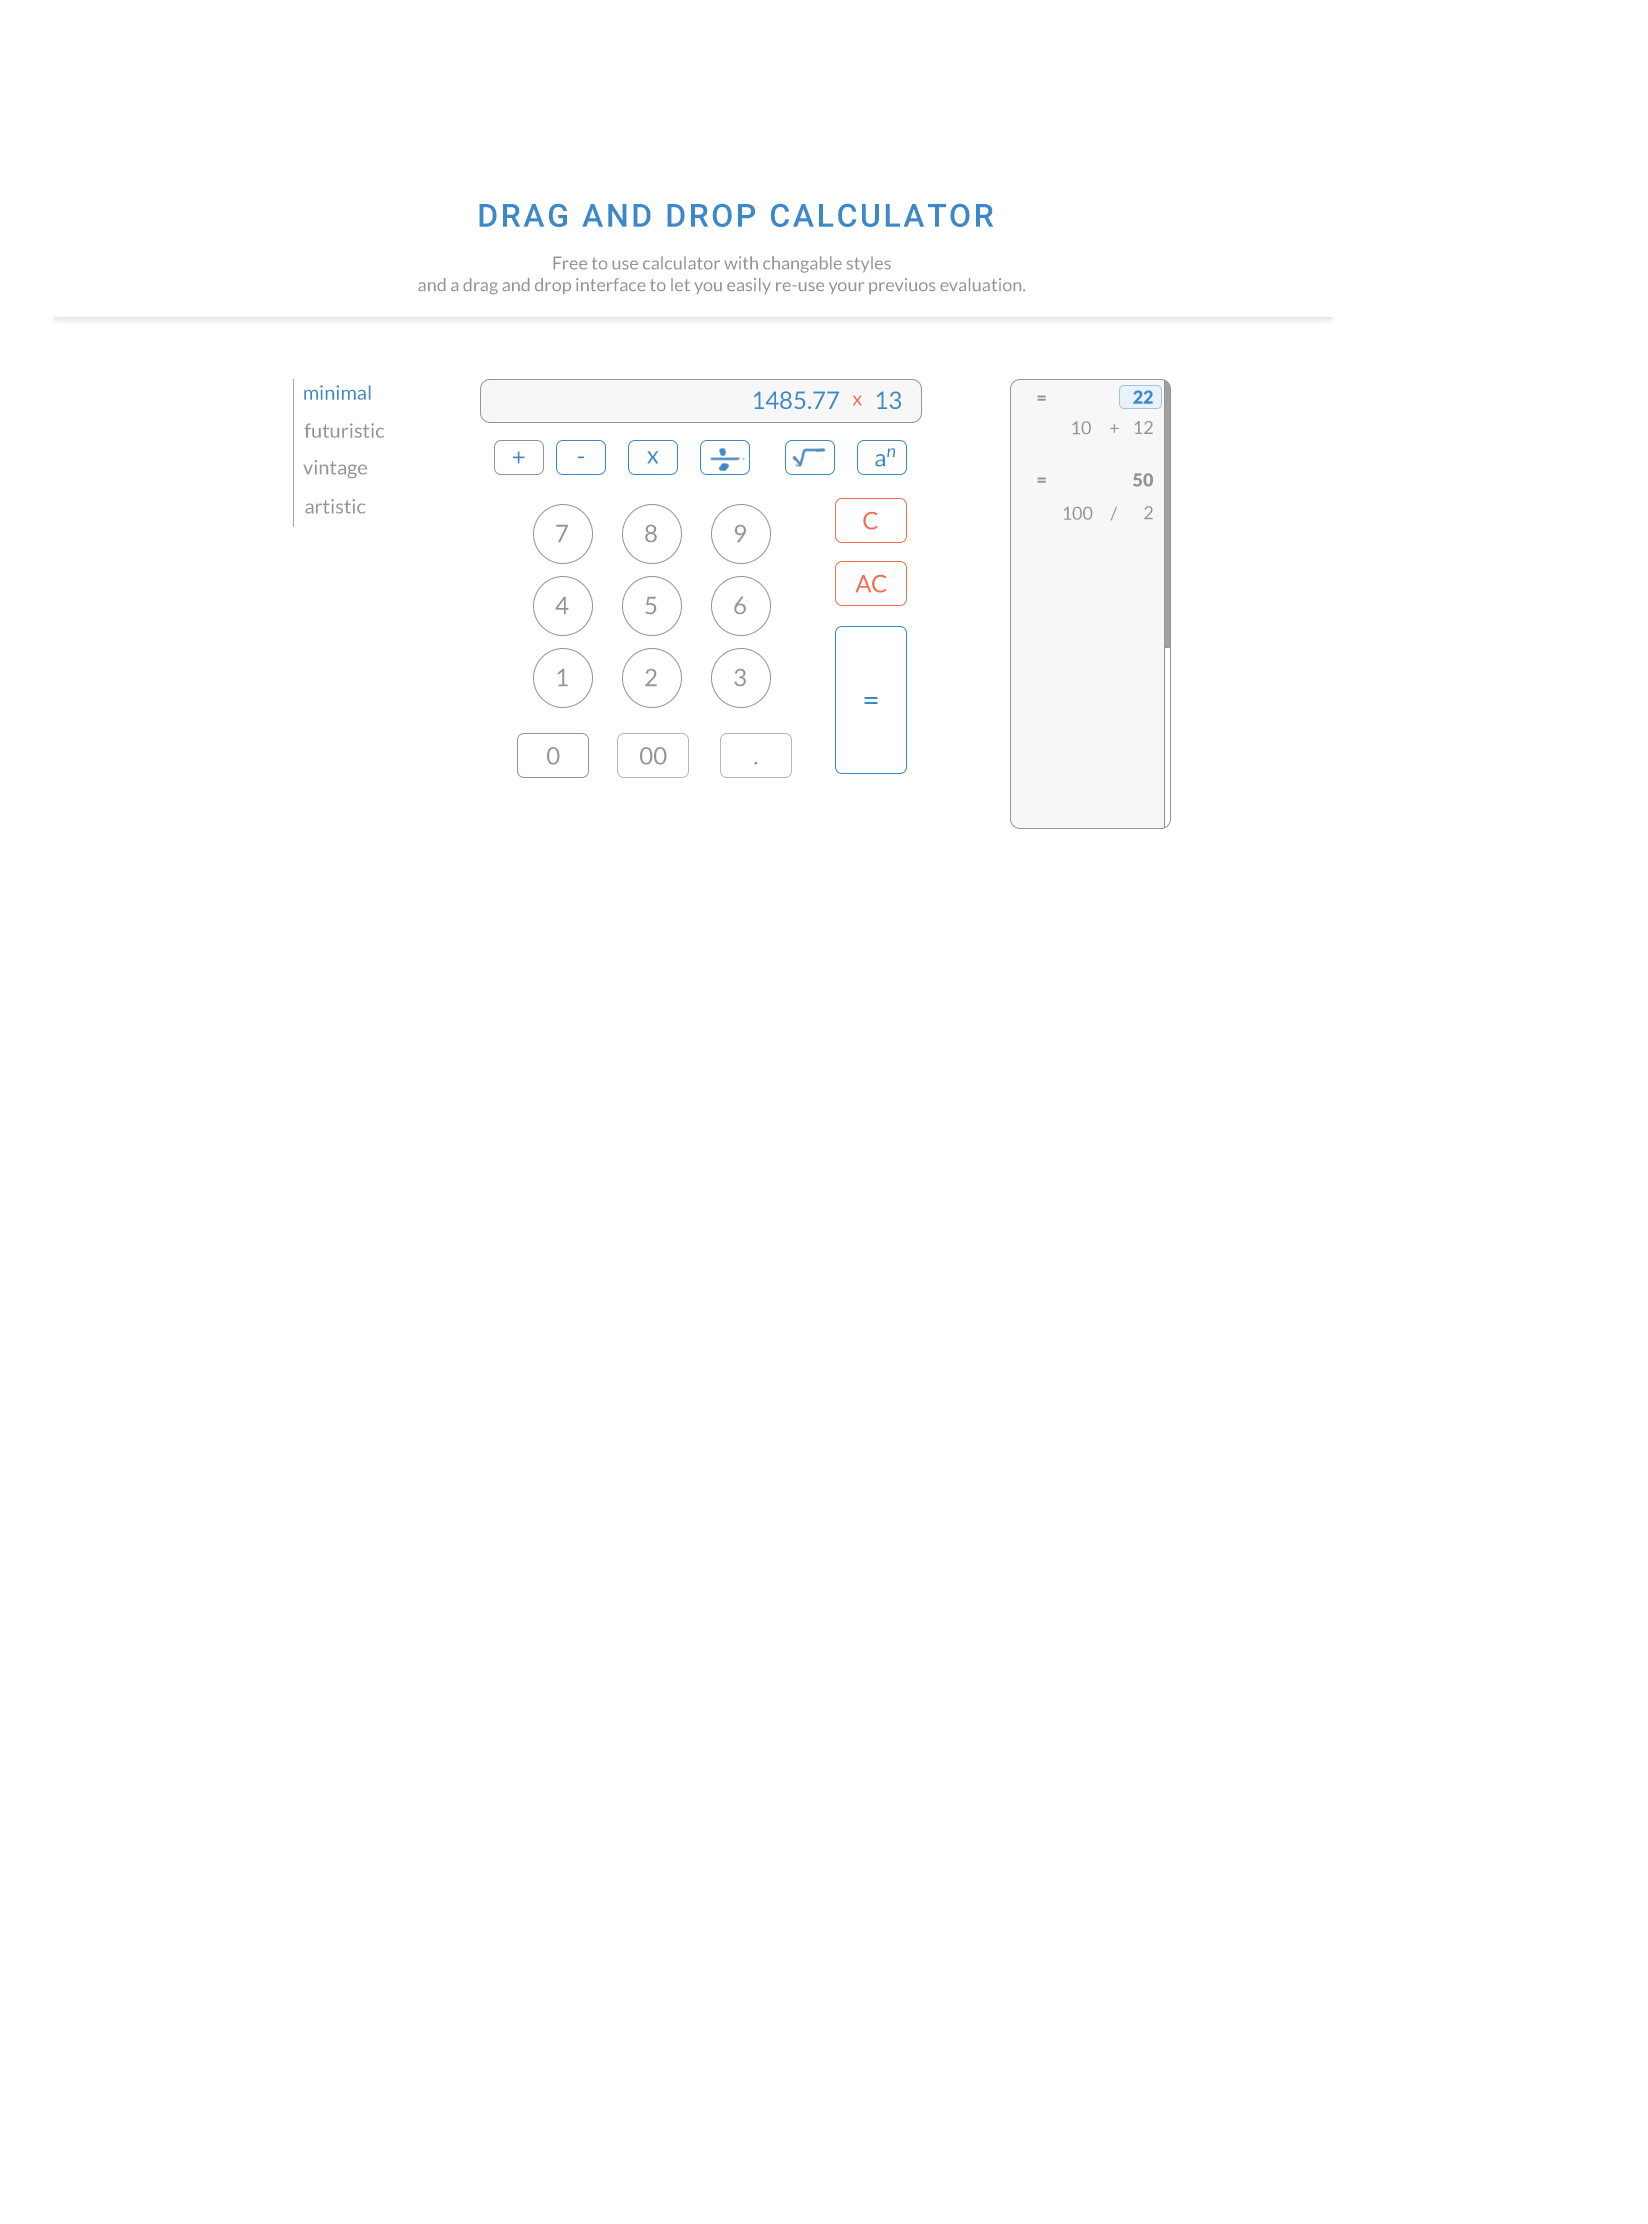 DRAG AND DROP CALCULATOR
Free to use calculator with changable styles
and a drag and drop interface to let you easily re-use your previuos evaluation.
minimal
futuristic
vintage
artistic
1485.77 x 13
+ - x ÷ √ aⁿ
7 8 9
C
4 5 6
AC
1 2 3
=
0 00 .
= 22
10 + 12
= 50
100 / 2